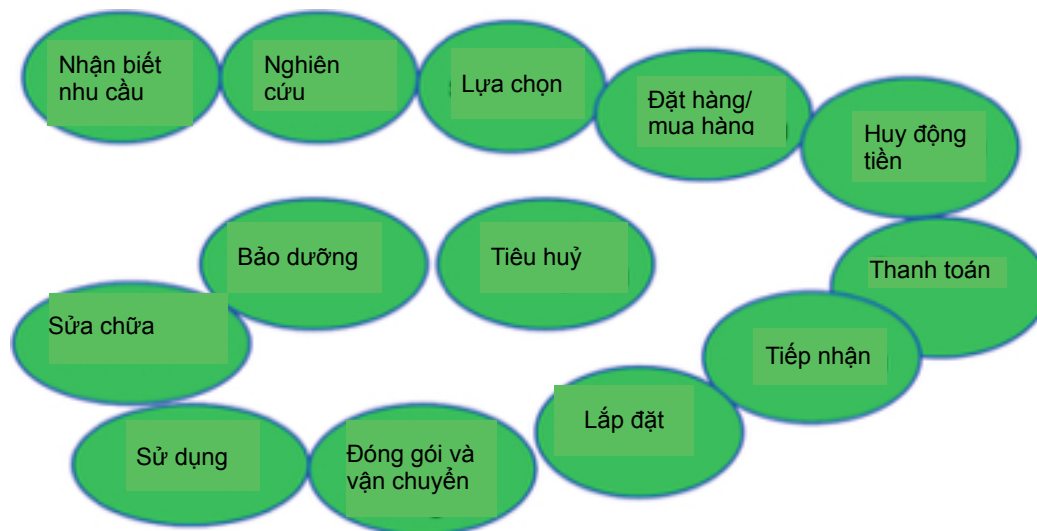 Nhận biết
nhu cầu
Nghiên
cứu
Lựa chọn
Đặt hàng/
mua hàng
Huy động
tiền
Thanh toán
Tiếp nhận
Lắp đặt
Đóng gói và
vận chuyển
Sử dụng
Sửa chữa
Bảo dưỡng
Tiêu huỷ